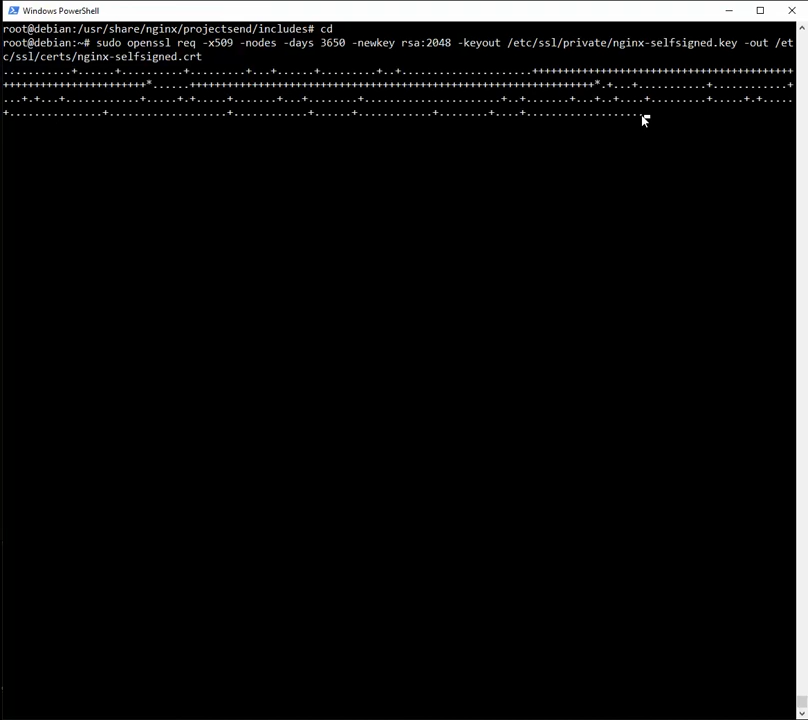 Windows PowerShell
root@debian:/usr/share/nginx/projectsend/includes# cd
root@debian:~# sudo openssl req -x509 -nodes -days 3650 -newkey rsa:2048 -keyout /etc/ssl/private/nginx-selfsigned.key -out /et
c/ssl/certs/nginx-selfsigned.crt
...........+......+..........+.........+...+......+..........+..+.....................++++++++++++++++++++++++++++++++++++++++++
+++++++++++++++++++++++*......+++++++++++++++++++++++++++++++++++++++++++++++++++++++++++++++++*.+...+...........+............+
...+.+...+............+.....+.+.....+.......+...+........+......................+..+.....+.......+...+..+....+.........+.....+.+.....
+...............+...................+............+......+............+........+....+...................